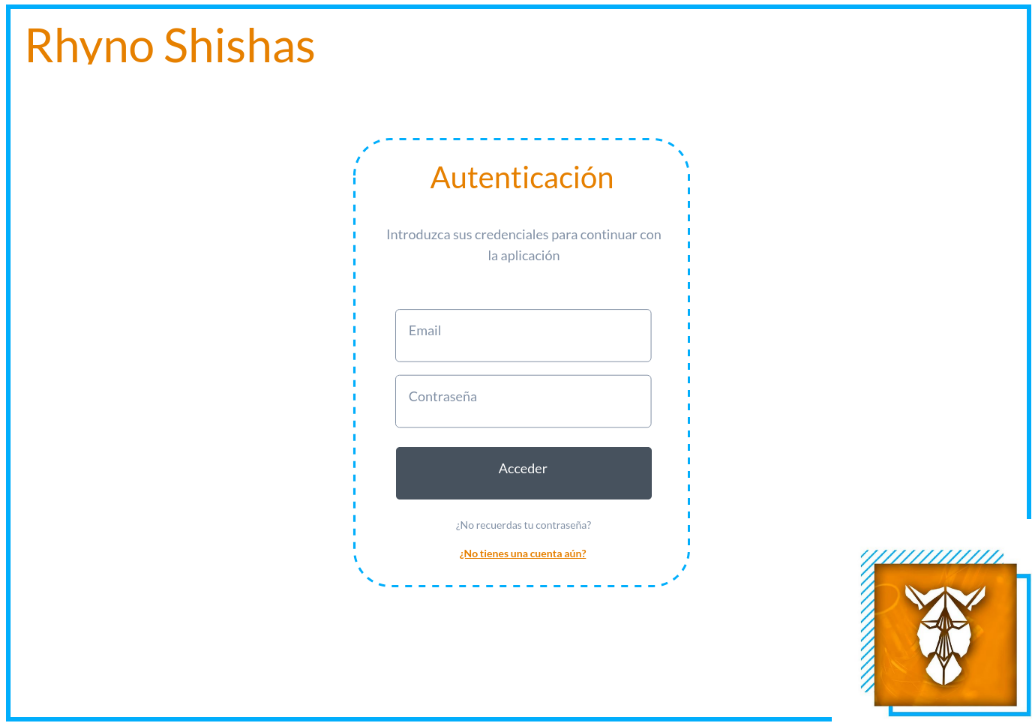 Rhyno Shishas
Autenticación
Introduzca sus credenciales para continuar con
la aplicación
Email
Contraseña
Acceder
¿No recuerdas tu contraseña?
¿No tienes una cuenta aún?